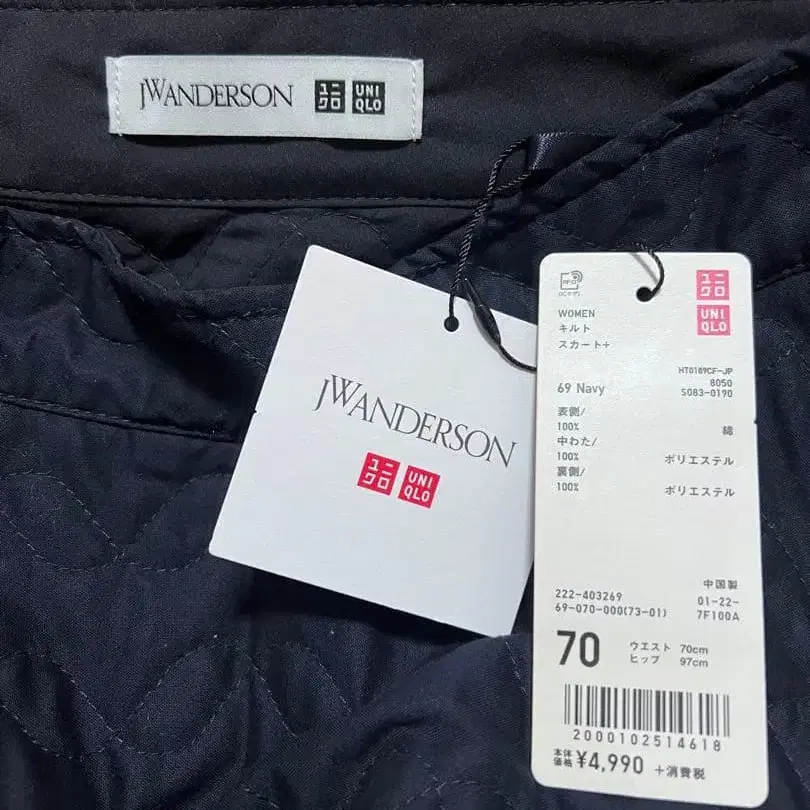 JWANDERSON ユニクロ UNIQLO
JWANDERSON
ユニクロ UNIQLO
RFID
ユニクロ
UNIQLO
WOMEN
キルト
スカート+
HT0189CF-JP
69 Navy 8050
S083-0190
表側/
100% 綿
中わた/
100% ポリエステル
裏側/
100% ポリエステル
中国製
222-403269 01-22-
69-070-000(73-01) 7F100A
70 ウエスト 70cm
ヒップ 97cm
2000102514618
本体価格 ¥4,990 +消費税